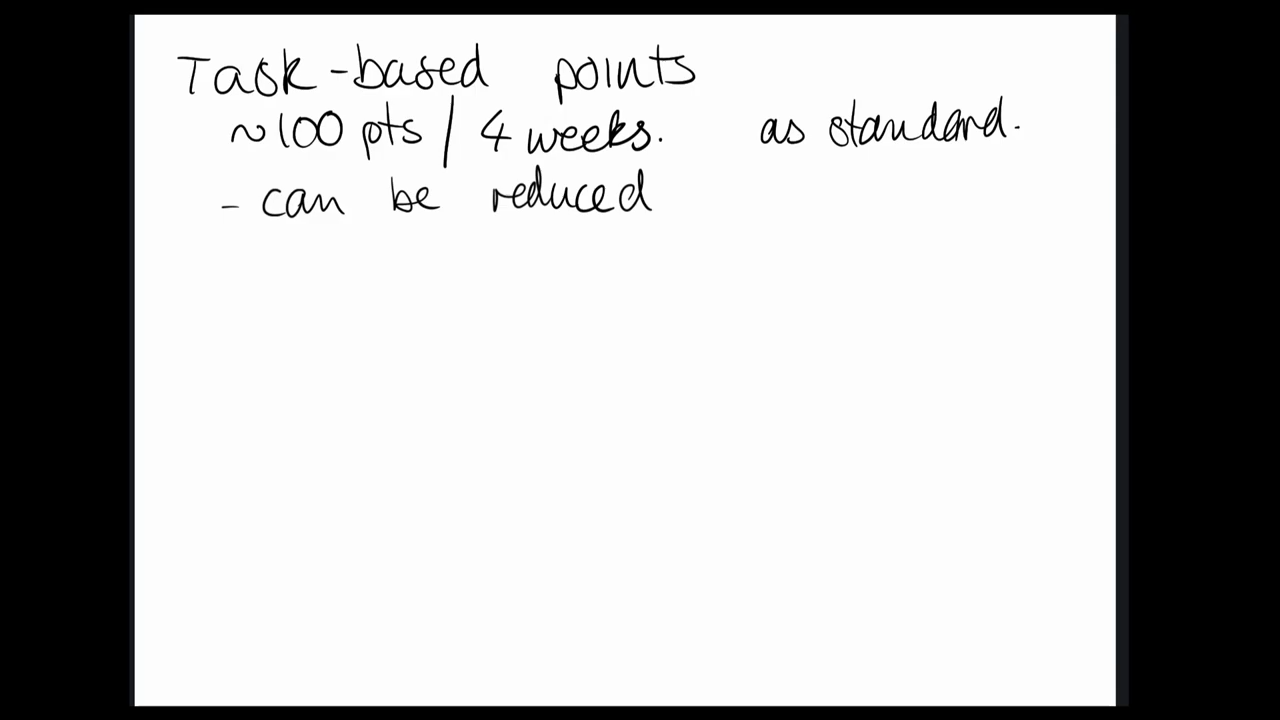 Task-based points
~100 pts / 4 weeks. as standard.
- can be reduced